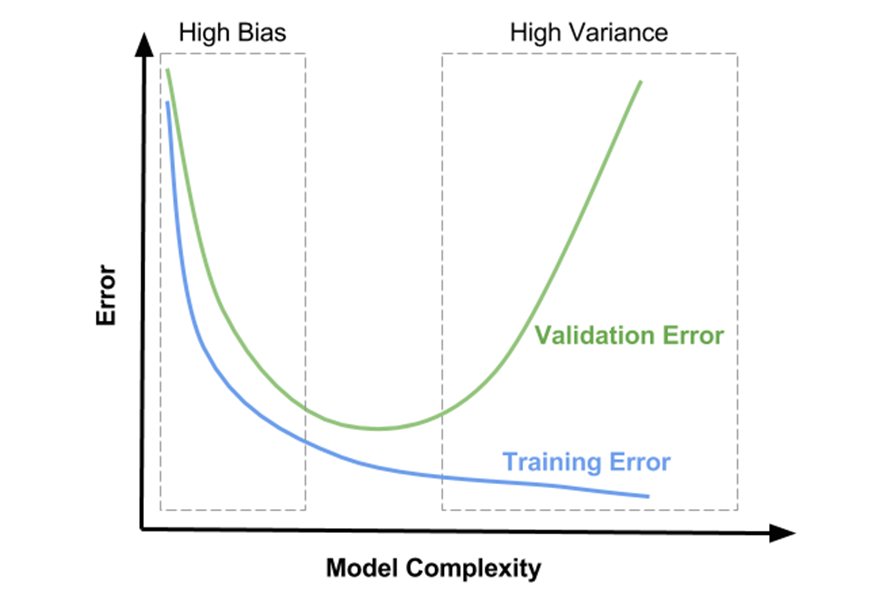 High Bias
High Variance
Error
Validation Error
Training Error
Model Complexity